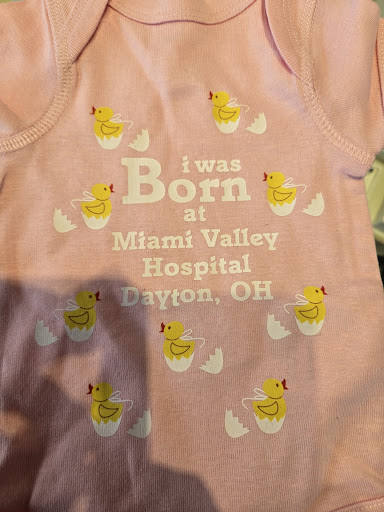 i was
Born
at
Miami Valley
Hospital
Dayton, OH